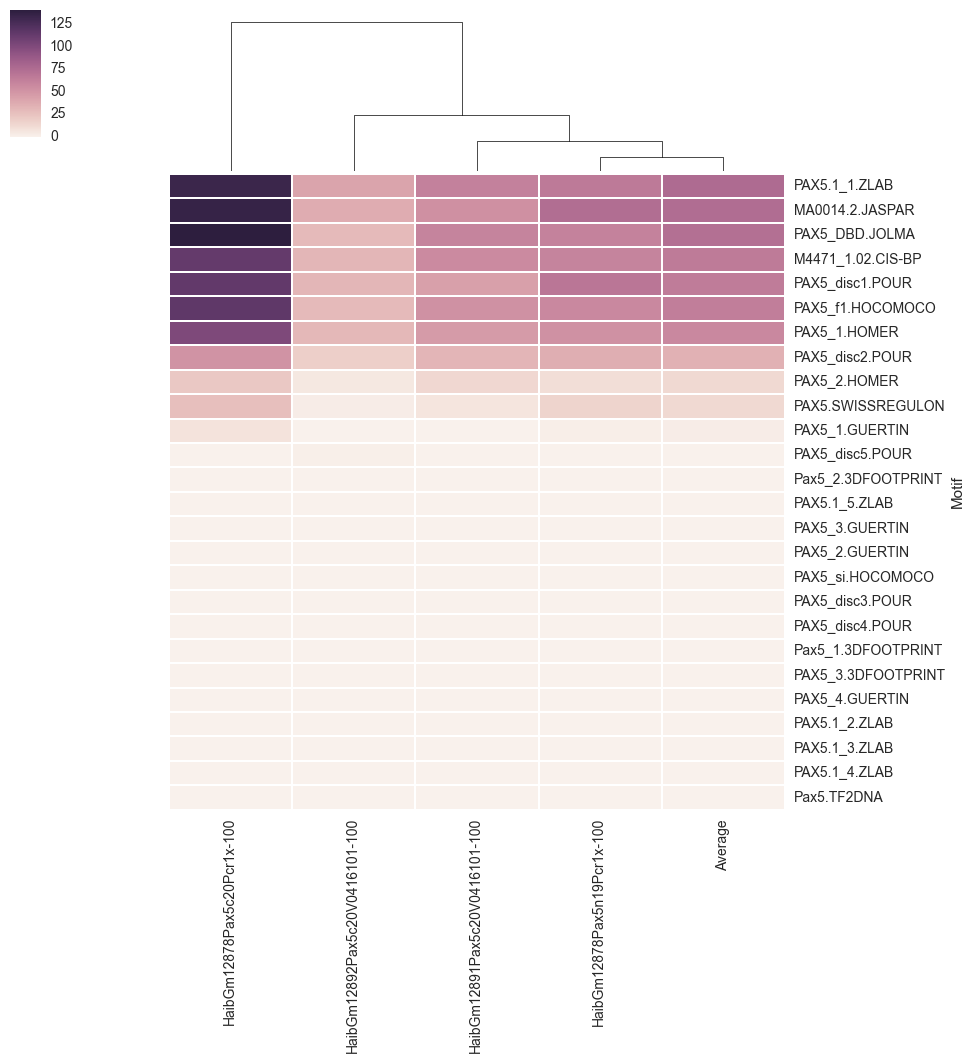 125
100
75
50
25
0
PAX5.1_1.ZLAB
MA0014.2.JASPAR
PAX5_DBD.JOLMA
M4471_1.02.CIS-BP
PAX5_disc1.POUR
PAX5_f1.HOCOMOCO
PAX5_1.HOMER
PAX5_disc2.POUR
PAX5_2.HOMER
PAX5.SWISSREGULON
PAX5_1.GUERTIN
PAX5_disc5.POUR
Pax5_2.3DFOOTPRINT
PAX5.1_5.ZLAB
PAX5_3.GUERTIN
PAX5_2.GUERTIN
PAX5_si.HOCOMOCO
PAX5_disc3.POUR
PAX5_disc4.POUR
Pax5_1.3DFOOTPRINT
PAX5_3.3DFOOTPRINT
PAX5_4.GUERTIN
PAX5.1_2.ZLAB
PAX5.1_3.ZLAB
PAX5.1_4.ZLAB
Pax5.TF2DNA
Motif
HaibGm12878Pax5c20Pcr1x-100
HaibGm12892Pax5c20V0416101-100
HaibGm12891Pax5c20V0416101-100
HaibGm12878Pax5n19Pcr1x-100
Average